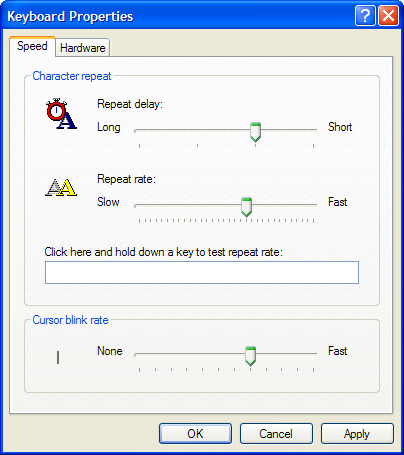 Keyboard Properties
Speed Hardware
Character repeat
Repeat delay:
Long Short
Repeat rate:
Slow Fast
Click here and hold down a key to test repeat rate:
Cursor blink rate
None Fast
OK Cancel Apply